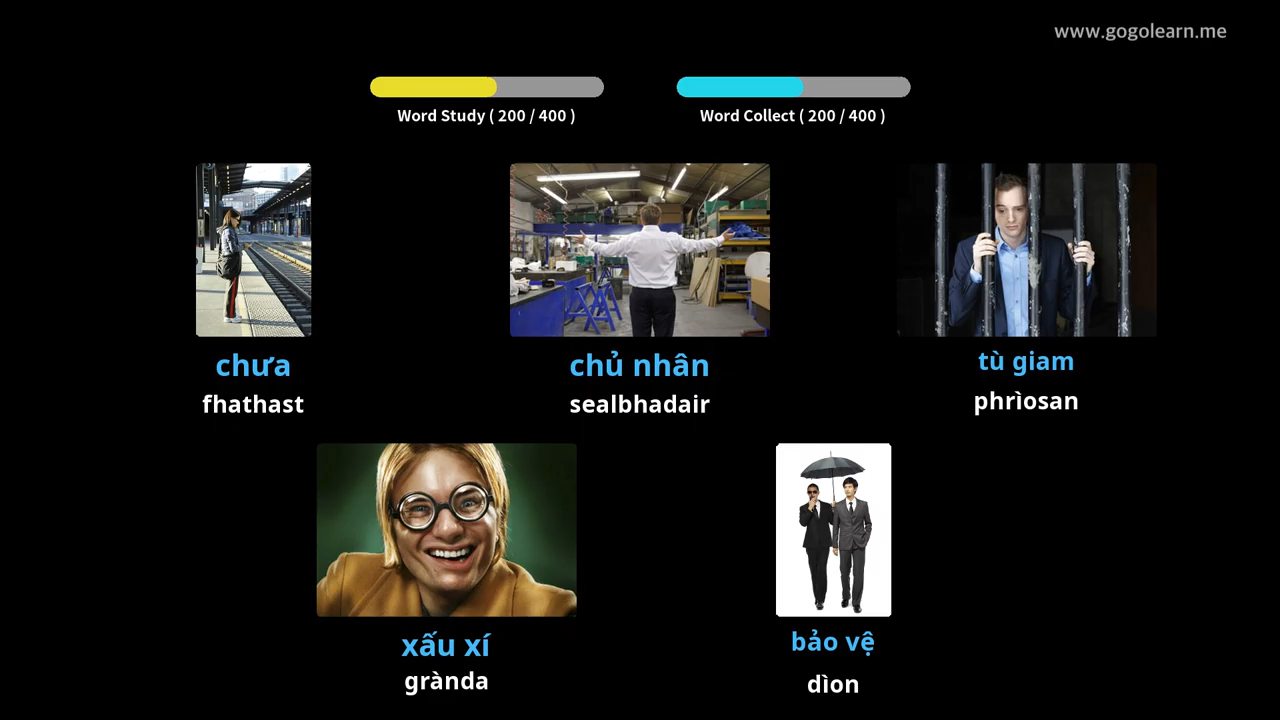 www.gogolearn.me
Word Study ( 200 / 400 )
Word Collect ( 200 / 400 )
chưa
fhathast
chủ nhân
sealbhadair
tù giam
phrìosan
xấu xí
grànda
bảo vệ
dìon